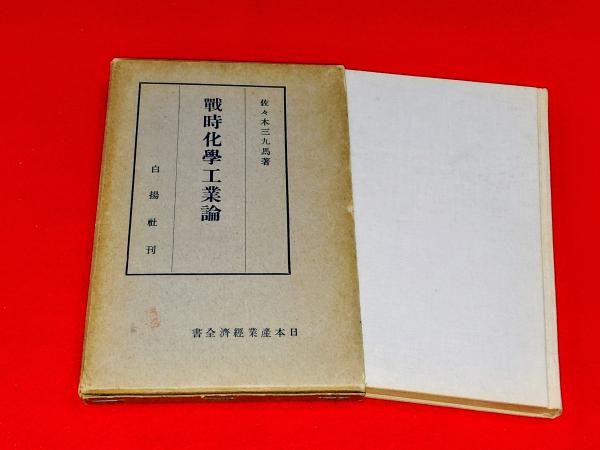 佐々木三九馬著
戰時化學工業論
白揚社刊
書全濟經業產本日